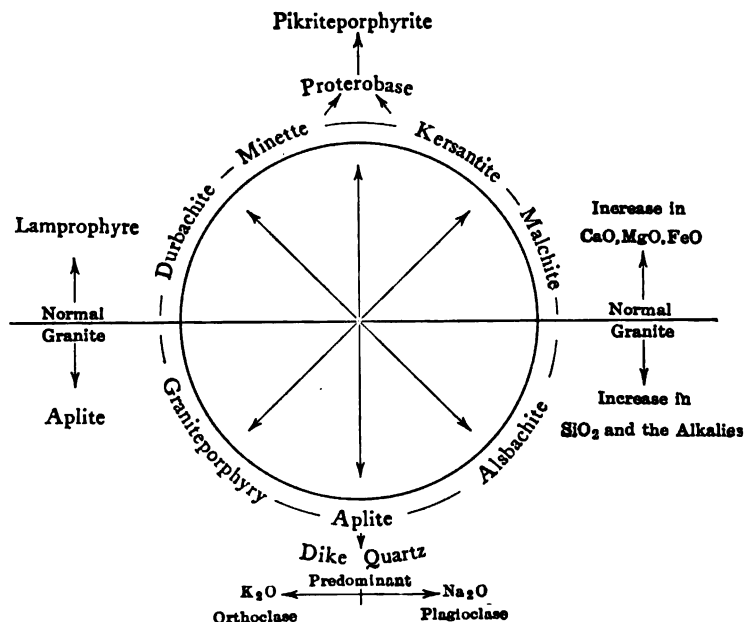 Pikriteporphyrite
Proterobase
Minette
Kersantite
Durbachite
Malchite
Lamprophyre
Increase in
CaO,MgO,FeO
Normal
Granite
Normal
Granite
Aplite
Increase in
SiO₂ and the Alkalies
Graniteporphyry
Alsbachite
Aplite
Dike Quartz
Predominant
K₂O
Na₂O
Orthoclase
Plagioclase